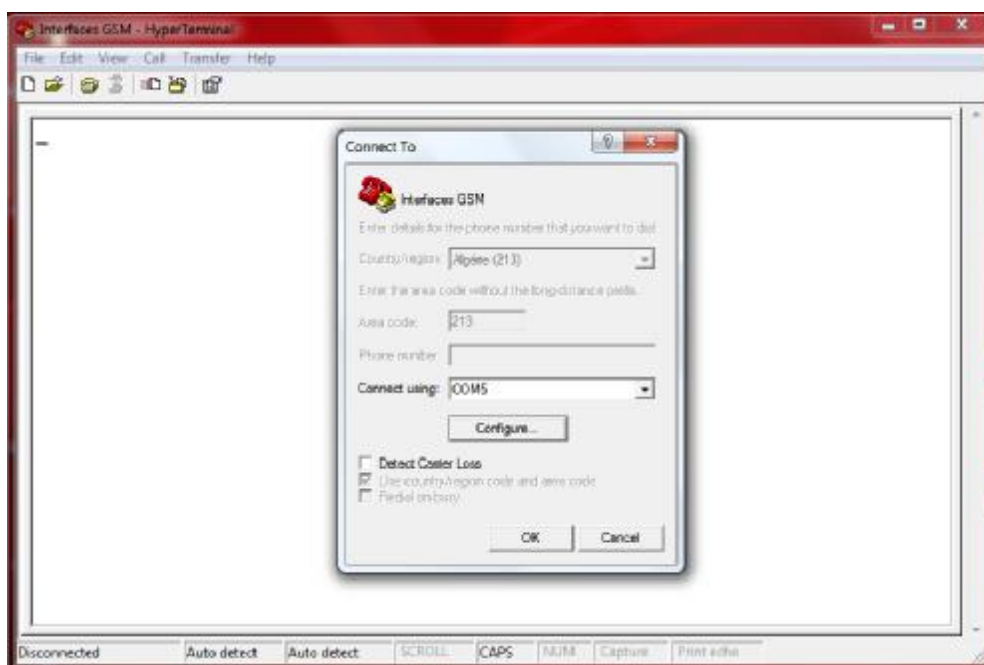 Interfaces GSM - HyperTerminal
File Edit View Call Transfer Help
Connect To
Interfaces GSM
Enter details for the phone number that you want to dial
Country/region: Algérie (213)
Enter the area code without the long-distance prefix.
Area code: 213
Phone number:
Connect using: COM5
Configure...
Detect Carrier Loss
Use country/region code and area code
Redial on busy
OK Cancel
Disconnected Auto detect Auto detect SCROLL CAPS NUM Capture Print echo